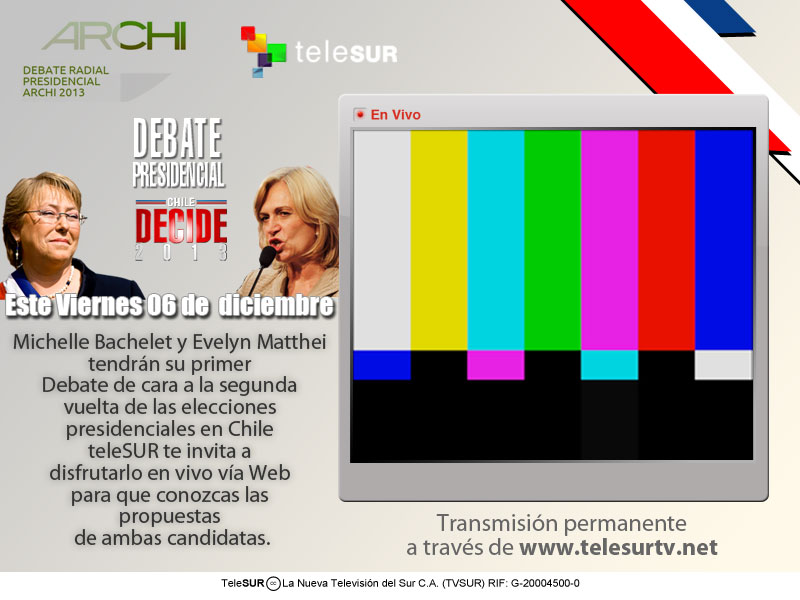 ARCHI
DEBATE RADIAL
PRESIDENCIAL
ARCHI 2013
teleSUR
En Vivo
DEBATE
PRESIDENCIAL
CHILE
DECIDE
2013
Este Viernes 06 de diciembre
Michelle Bachelet y Evelyn Matthei
tendrán su primer
Debate de cara a la segunda
vuelta de las elecciones
presidenciales en Chile
teleSUR te invita a
disfrutarlo en vivo vía Web
para que conozcas las
propuestas
de ambas candidatas.
Transmisión permanente
a través de www.telesurtv.net
TeleSUR cc La Nueva Televisión del Sur C.A. (TVSUR) RIF: G-20004500-0